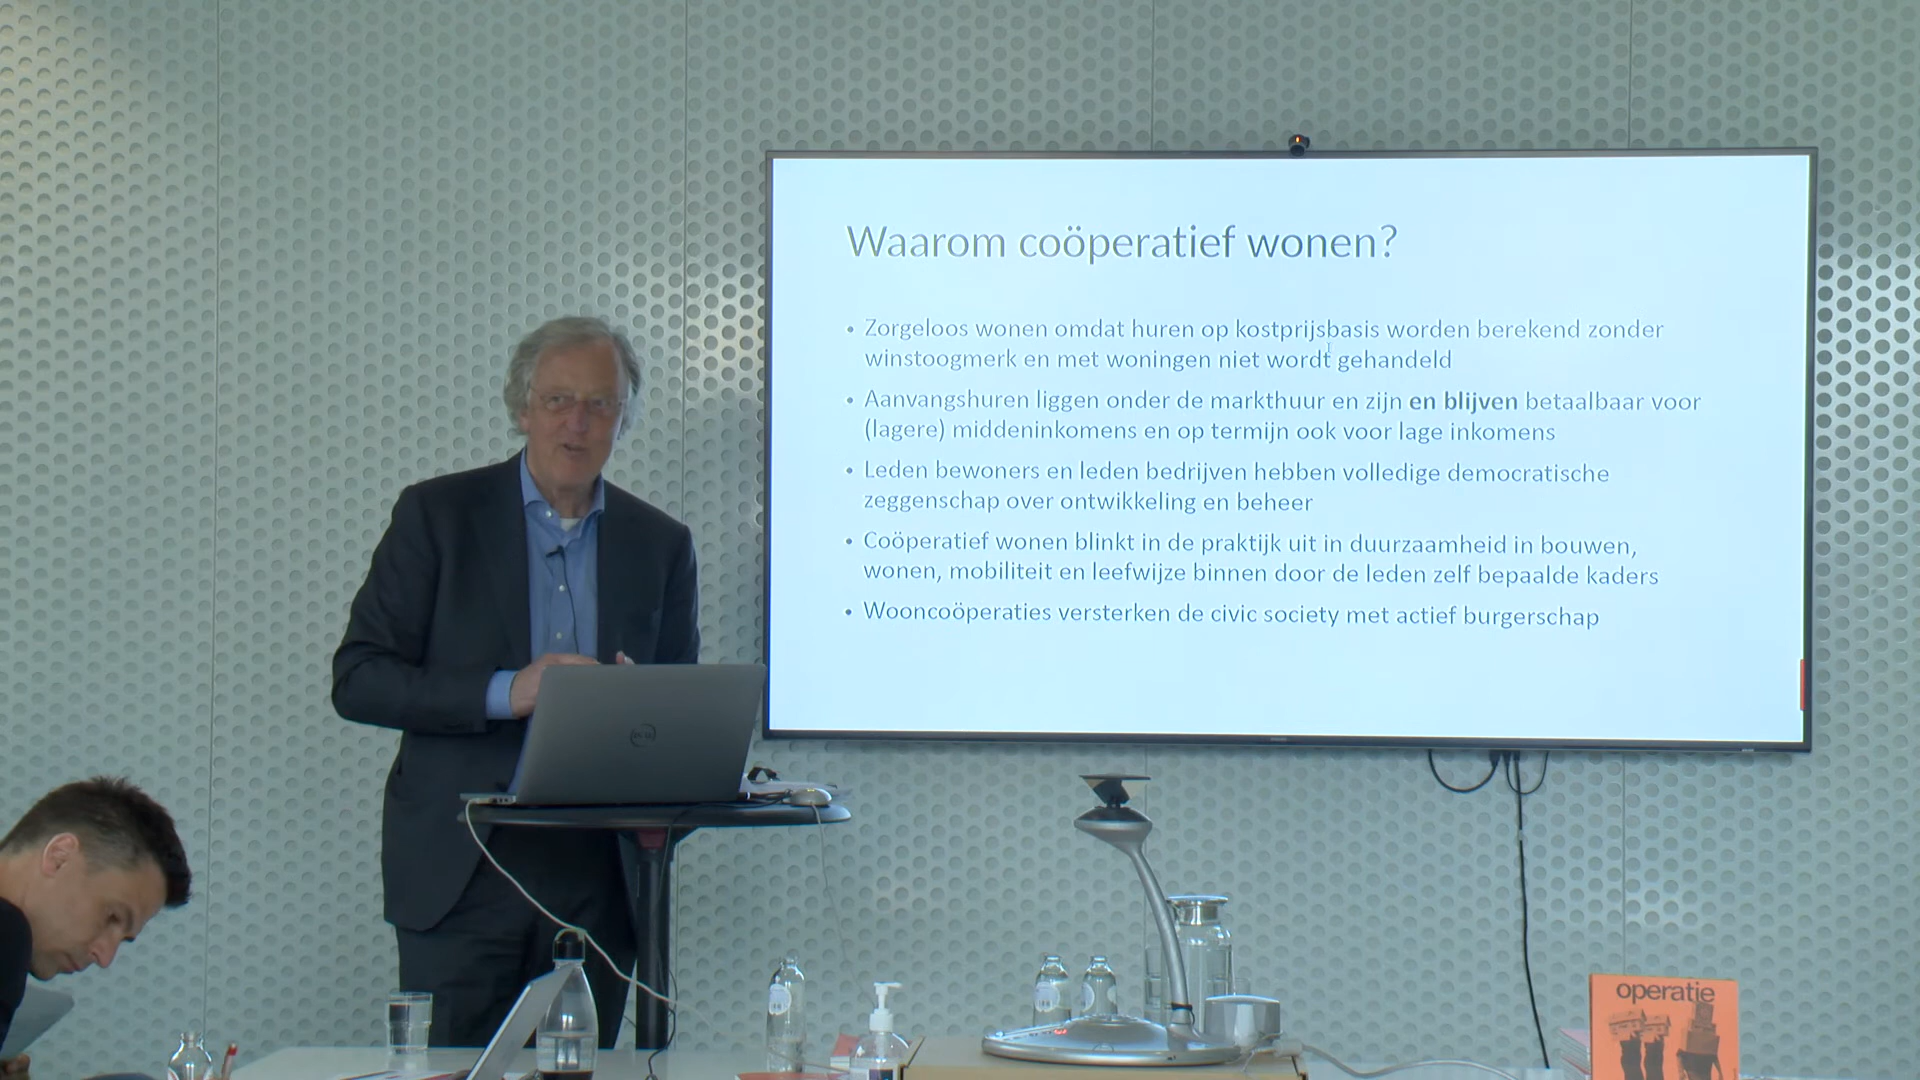 Waarom coöperatief wonen?
• Zorgeloos wonen omdat huren op kostprijsbasis worden berekend zonder
winstoogmerk en met woningen niet wordt gehandeld
• Aanvangshuren liggen onder de markthuur en zijn en blijven betaalbaar voor
(lagere) middeninkomens en op termijn ook voor lage inkomens
• Leden bewoners en leden bedrijven hebben volledige democratische
zeggenschap over ontwikkeling en beheer
• Coöperatief wonen blinkt in de praktijk uit in duurzaamheid in bouwen,
wonen, mobiliteit en leefwijze binnen door de leden zelf bepaalde kaders
• Wooncoöperaties versterken de civic society met actief burgerschap
DELL
operatie